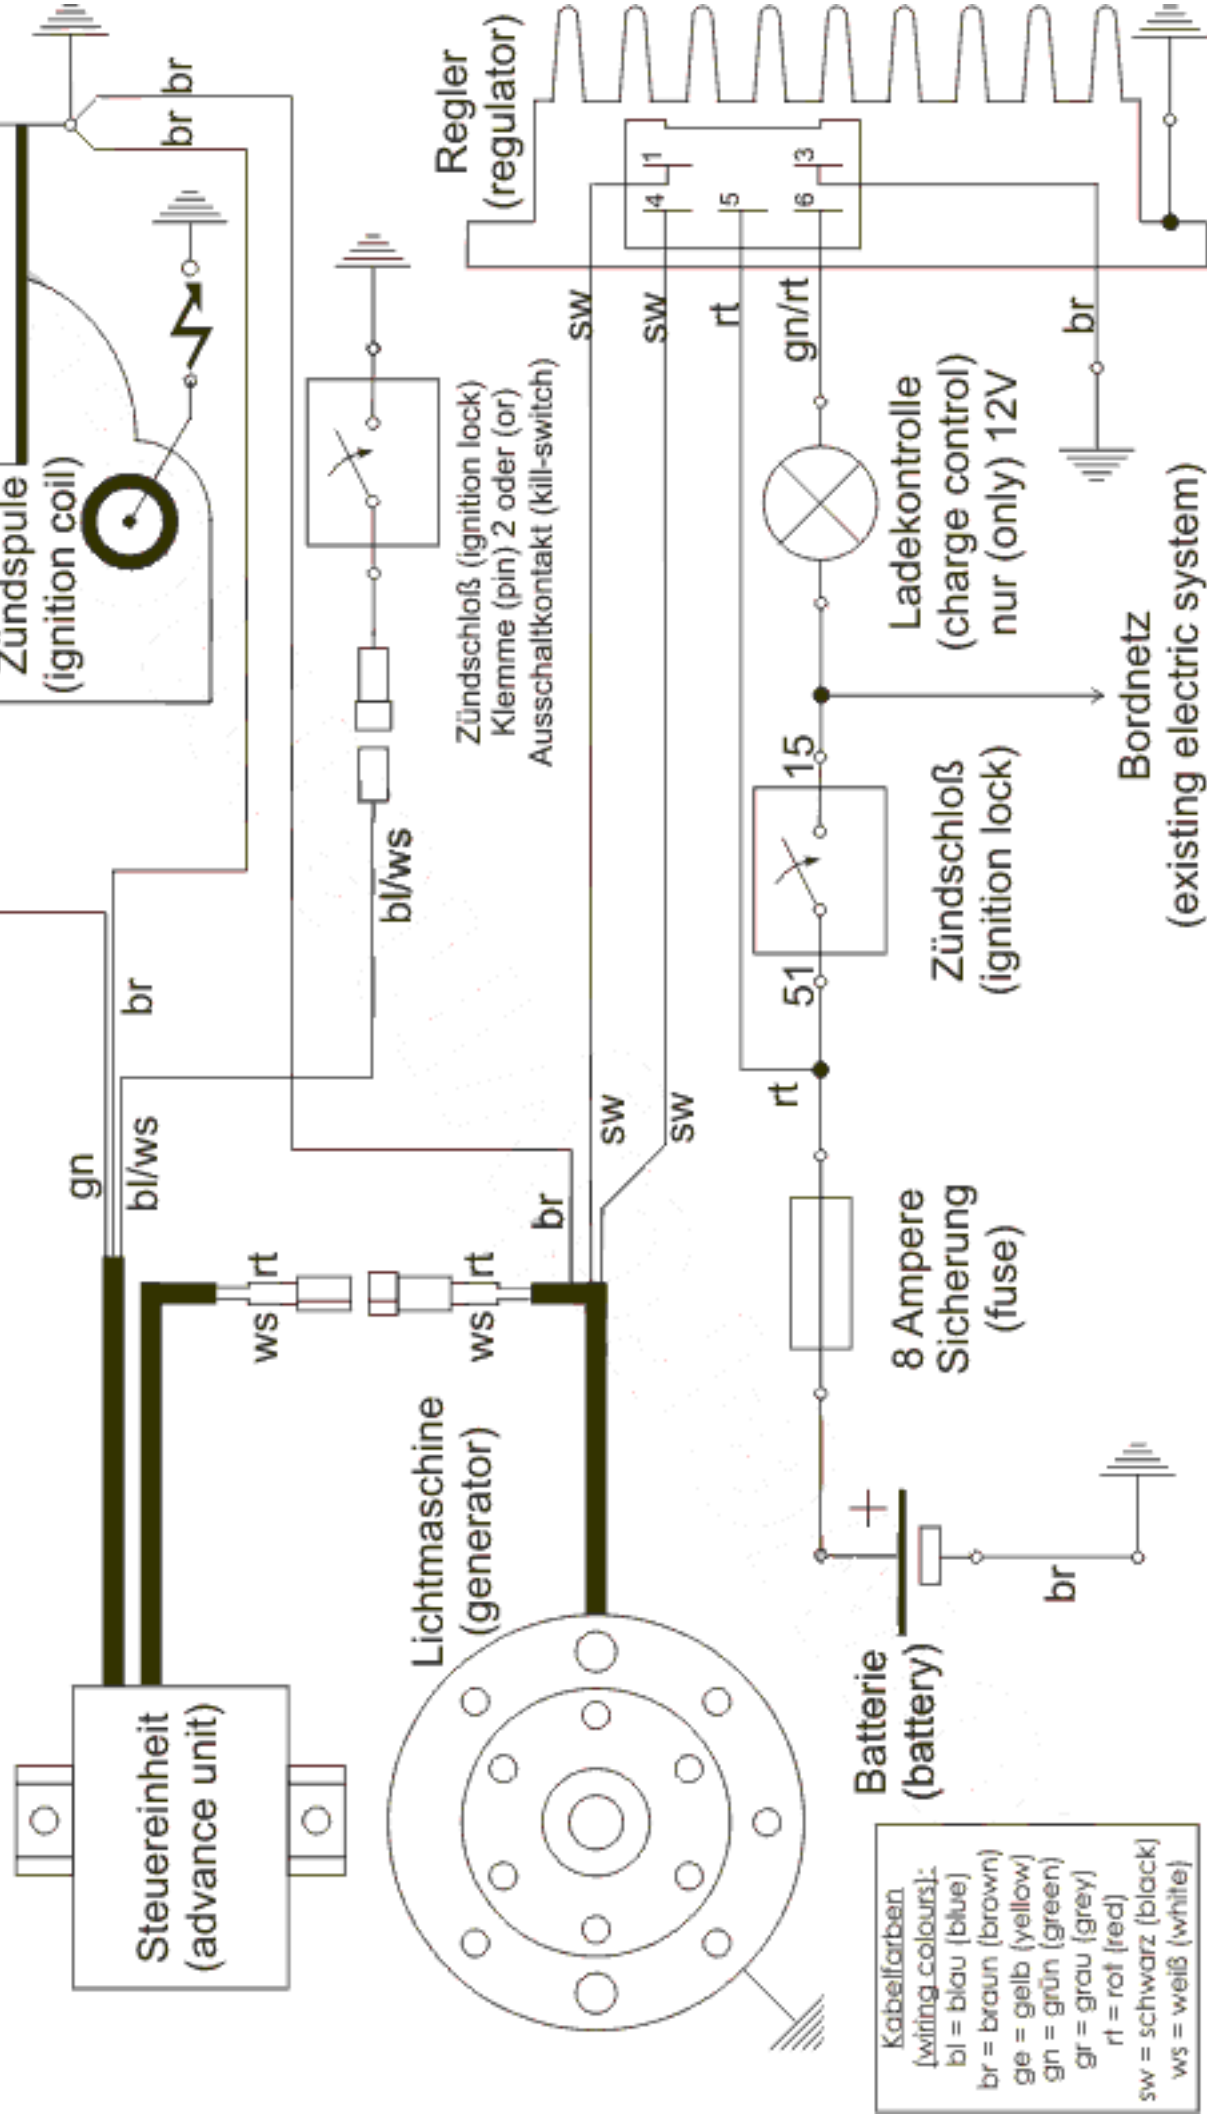 br
br
Zündspule
(ignition coil)
Regler
(regulator)
1
3
4
5
6
sw
sw
rt
gn/rt
br
Zündschloß (ignition lock)
Klemme (pin) 2 oder (or)
Ausschaltkontakt (kill-switch)
Ladekontrolle
(charge control)
nur (only) 12V
Bordnetz
(existing electric system)
15
Zündschloß
(ignition lock)
51
bl/ws
br
gn
bl/ws
sw
sw
rt
br
rt
ws
rt
ws
8 Ampere
Sicherung
(fuse)
Lichtmaschine
(generator)
+
br
Batterie
(battery)
Steuereinheit
(advance unit)
Kabelfarben
(wiring colours):
bl = blau (blue)
br = braun (brown)
ge = gelb (yellow)
gn = grün (green)
gr = grau (grey)
rt = rot (red)
sw = schwarz (black)
ws = weiß (white)